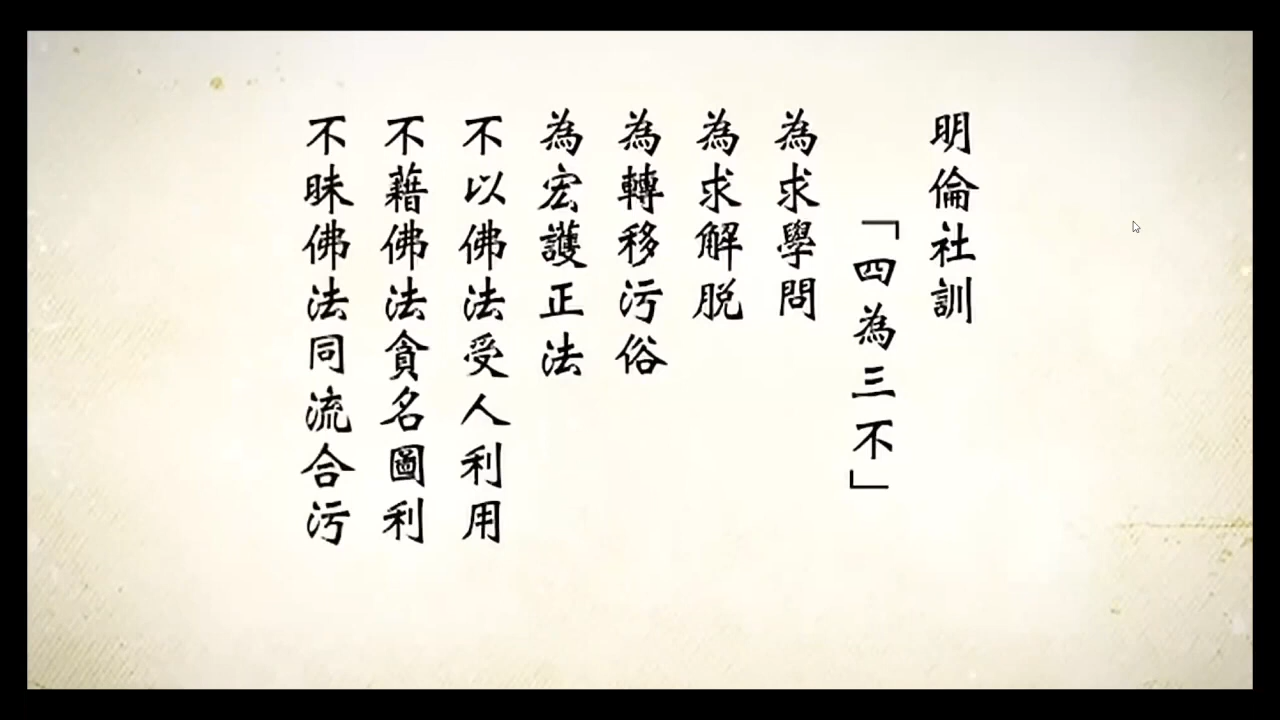 明倫社訓
「四為三不」
為求學問
為求解脫
為轉移污俗
為宏護正法
不以佛法受人利用
不藉佛法貪名圖利
不昧佛法同流合污